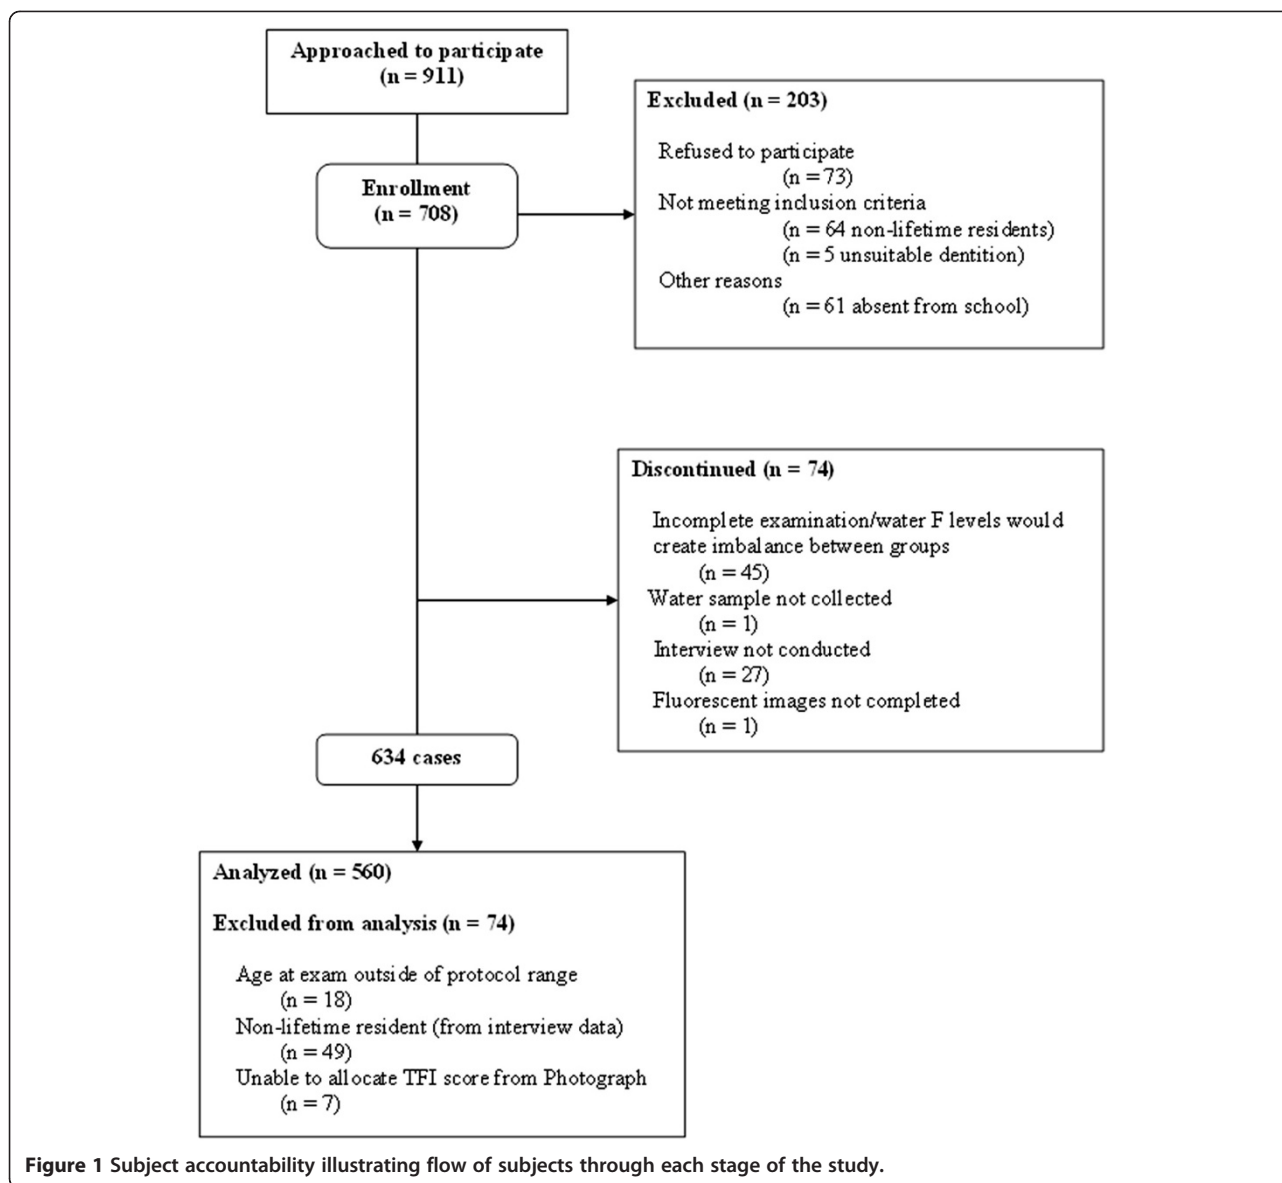 Approached to participate
(n = 911)
Excluded (n = 203)
Refused to participate
(n = 73)
Not meeting inclusion criteria
(n = 64 non-lifetime residents)
(n = 5 unsuitable dentition)
Other reasons
(n = 61 absent from school)
Enrollment
(n = 708)
Discontinued (n = 74)
Incomplete examination/water F levels would
create imbalance between groups
(n = 45)
Water sample not collected
(n = 1)
Interview not conducted
(n = 27)
Fluorescent images not completed
(n = 1)
634 cases
Analyzed (n = 560)
Excluded from analysis (n = 74)
Age at exam outside of protocol range
(n = 18)
Non-lifetime resident (from interview data)
(n = 49)
Unable to allocate TFI score from Photograph
(n = 7)
Figure 1 Subject accountability illustrating flow of subjects through each stage of the study.